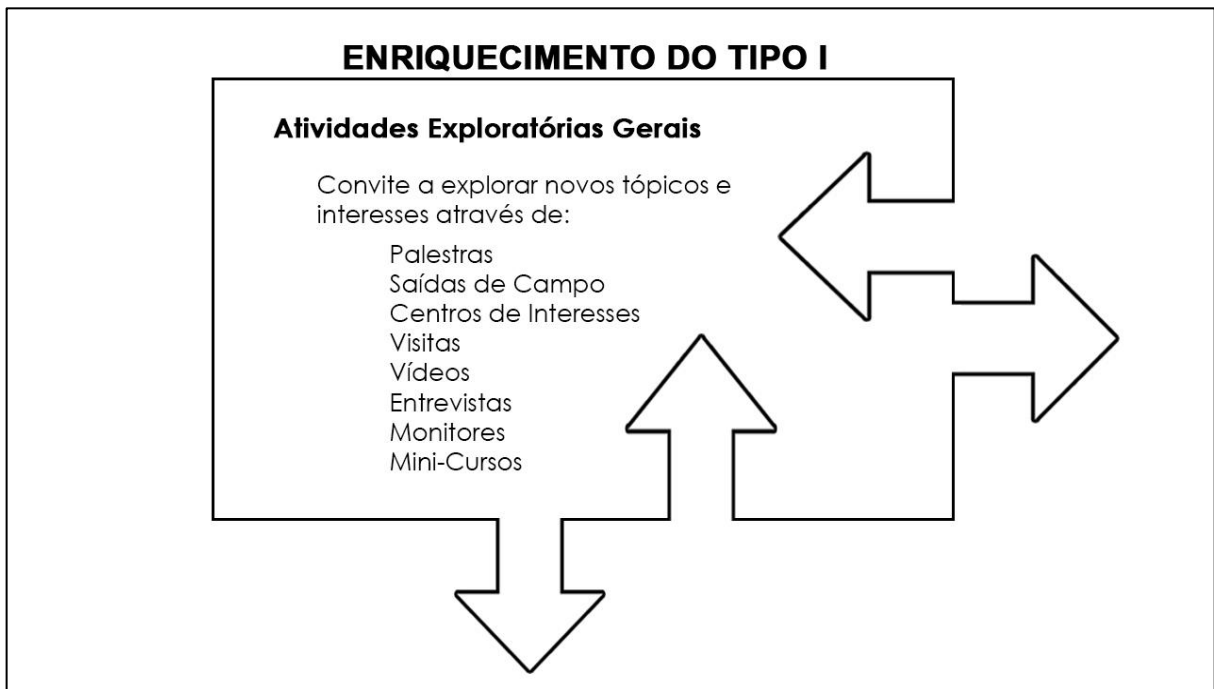 ENRIQUECIMENTO DO TIPO I
Atividades Exploratórias Gerais
Convite a explorar novos tópicos e
interesses através de:
Palestras
Saídas de Campo
Centros de Interesses
Visitas
Vídeos
Entrevistas
Monitores
Mini-Cursos